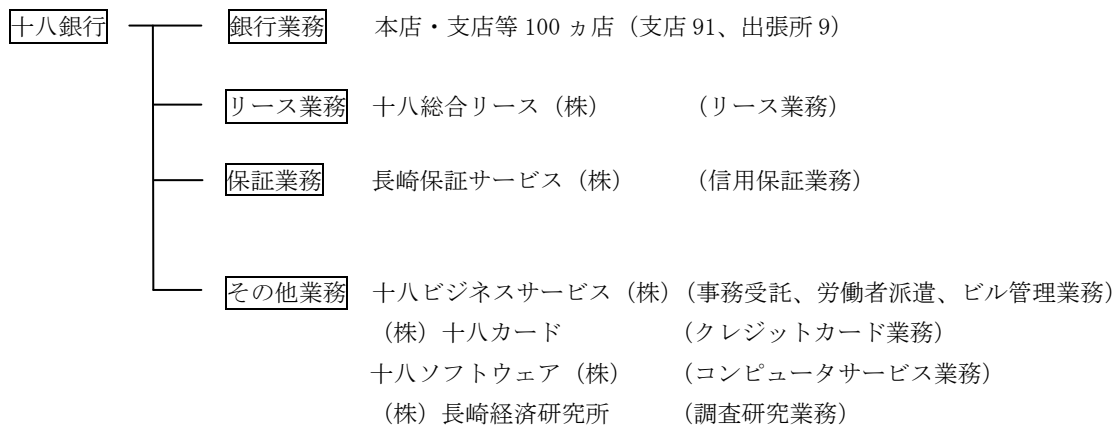 十八銀行 銀行業務 本店・支店等 100 ヵ店（支店 91、出張所 9）
リース業務 十八総合リース（株） （リース業務）
保証業務 長崎保証サービス（株） （信用保証業務）
その他業務 十八ビジネスサービス（株）（事務受託、労働者派遣、ビル管理業務）
（株）十八カード （クレジットカード業務）
十八ソフトウェア（株） （コンピュータサービス業務）
（株）長崎経済研究所 （調査研究業務）